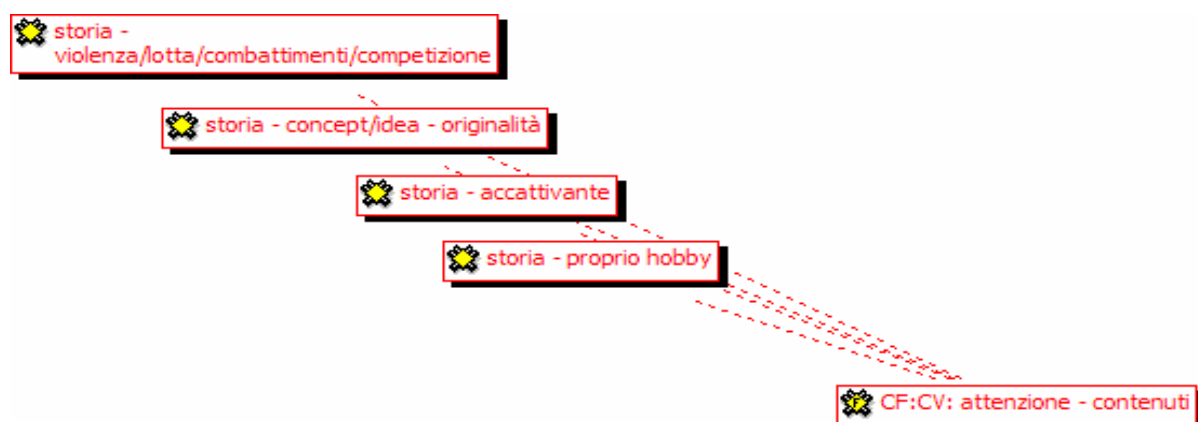 storia -
violenza/lotta/combattimenti/competizione
storia - concept/idea - originalità
storia - accattivante
storia - proprio hobby
F CF:CV: attenzione - contenuti